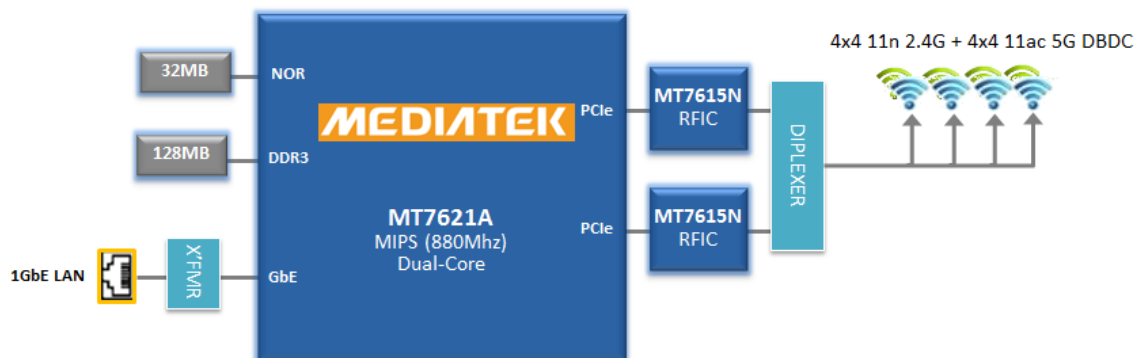 4x4 11n 2.4G + 4x4 11ac 5G DBDC
32MB
NOR
MEDIATEK
PCIe
MT7615N
RFIC
128MB
DDR3
DIPLEXER
MT7621A
MIPS (880Mhz)
Dual-Core
PCIe
MT7615N
RFIC
1GbE LAN
X'FMR
GbE